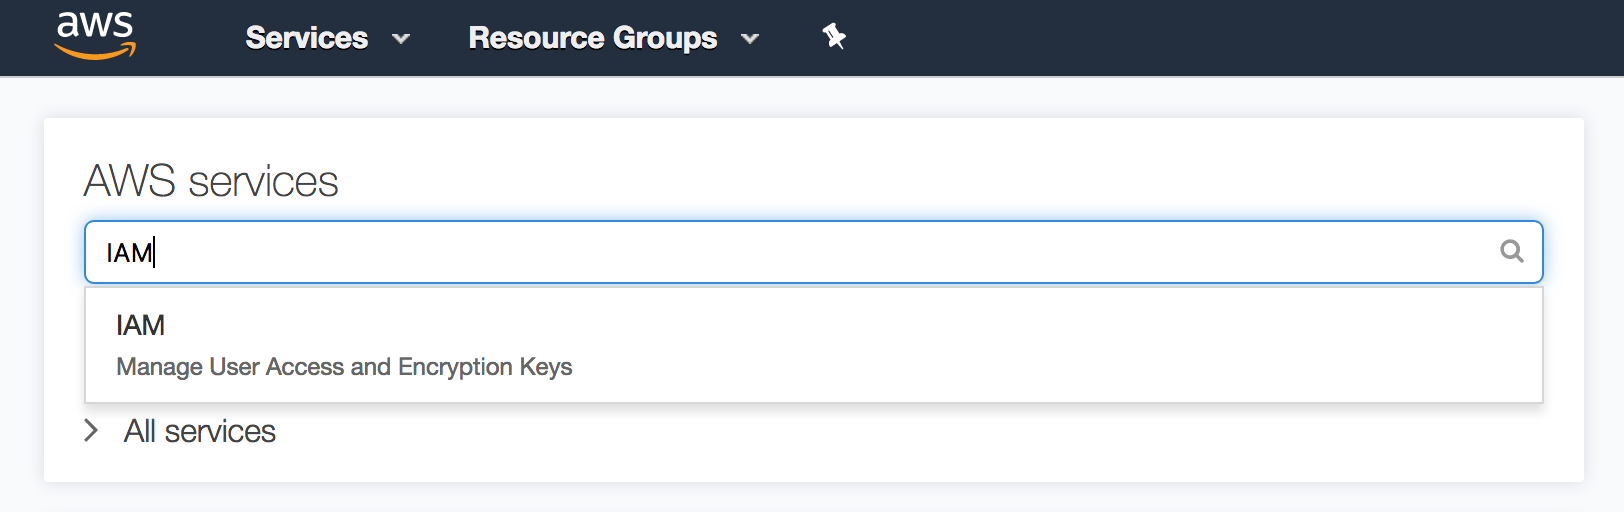 aws
Services
Resource Groups
AWS services
IAM
IAM
Manage User Access and Encryption Keys
All services